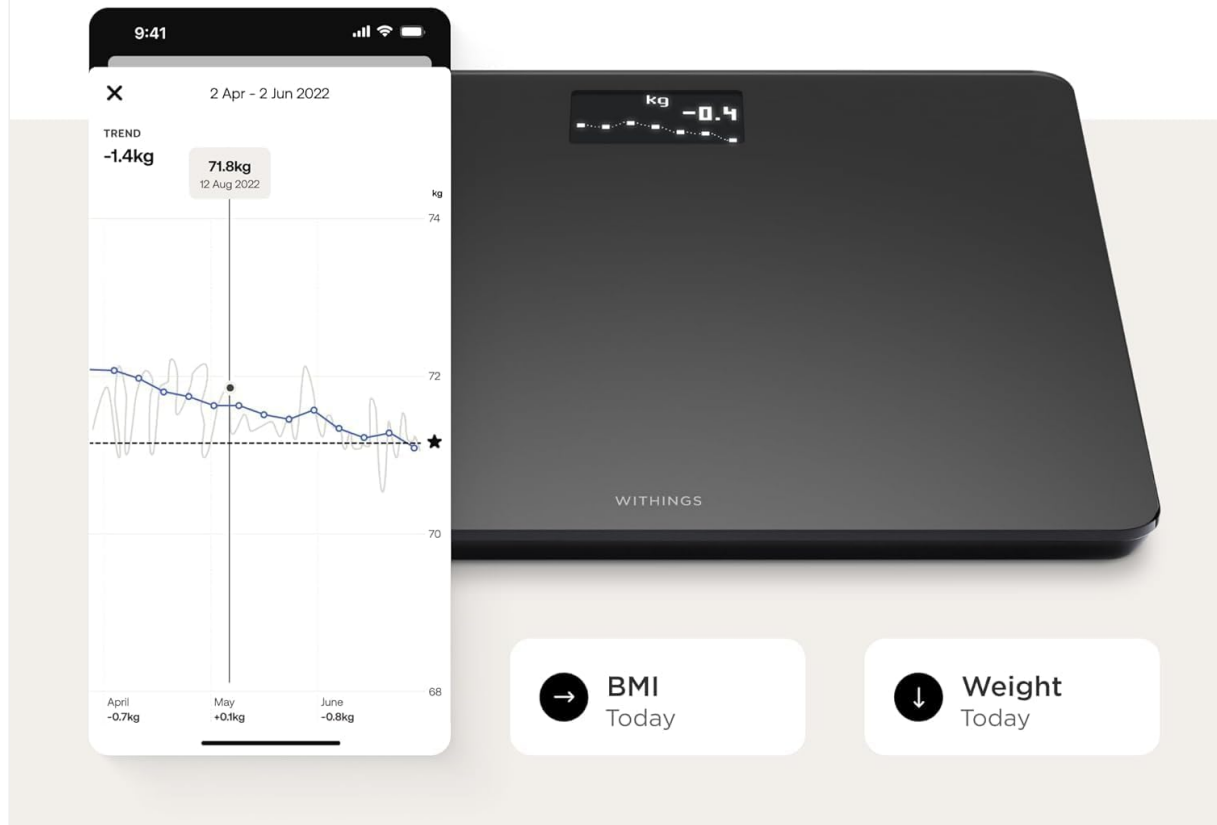 9:41
2 Apr - 2 Jun 2022
TREND
-1.4kg
71.8kg
12 Aug 2022
kg
74
72
70
68
April
-0.7kg
May
+0.1kg
June
-0.8kg
kg
-0.4
WITHINGS
BMI
Today
Weight
Today